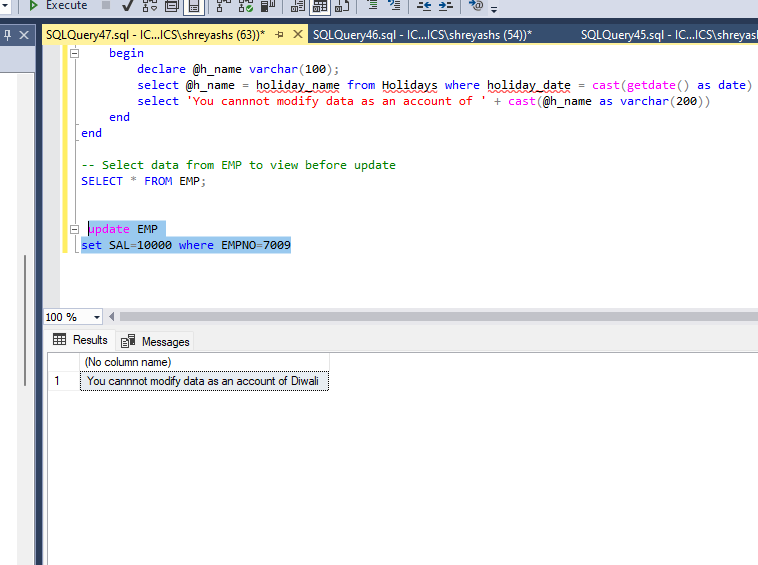 Execute
SQLQuery47.sql - IC...ICS\shreyashs (63))* SQLQuery46.sql - IC...ICS\shreyashs (54))* SQLQuery45.sql - IC...ICS\shreyas
begin
declare @h_name varchar(100);
select @h_name = holiday_name from Holidays where holiday_date = cast(getdate() as date)
select 'You cannnot modify data as an account of ' + cast(@h_name as varchar(200))
end
end
-- Select data from EMP to view before update
SELECT * FROM EMP;
update EMP
set SAL=10000 where EMPNO=7009
100 %
Results Messages
(No column name)
1 You cannnot modify data as an account of Diwali